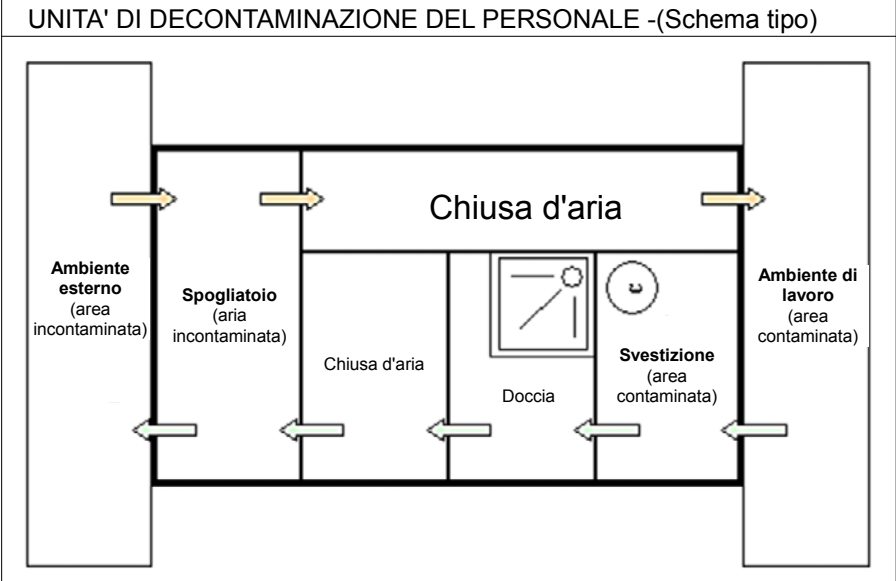 UNITA' DI DECONTAMINAZIONE DEL PERSONALE -(Schema tipo)
Chiusa d'aria
Ambiente
esterno
(area
incontaminata)
Spogliatoio
(aria
incontaminata)
Chiusa d'aria
Doccia
Svestizione
(area
contaminata)
Ambiente di
lavoro
(area
contaminata)